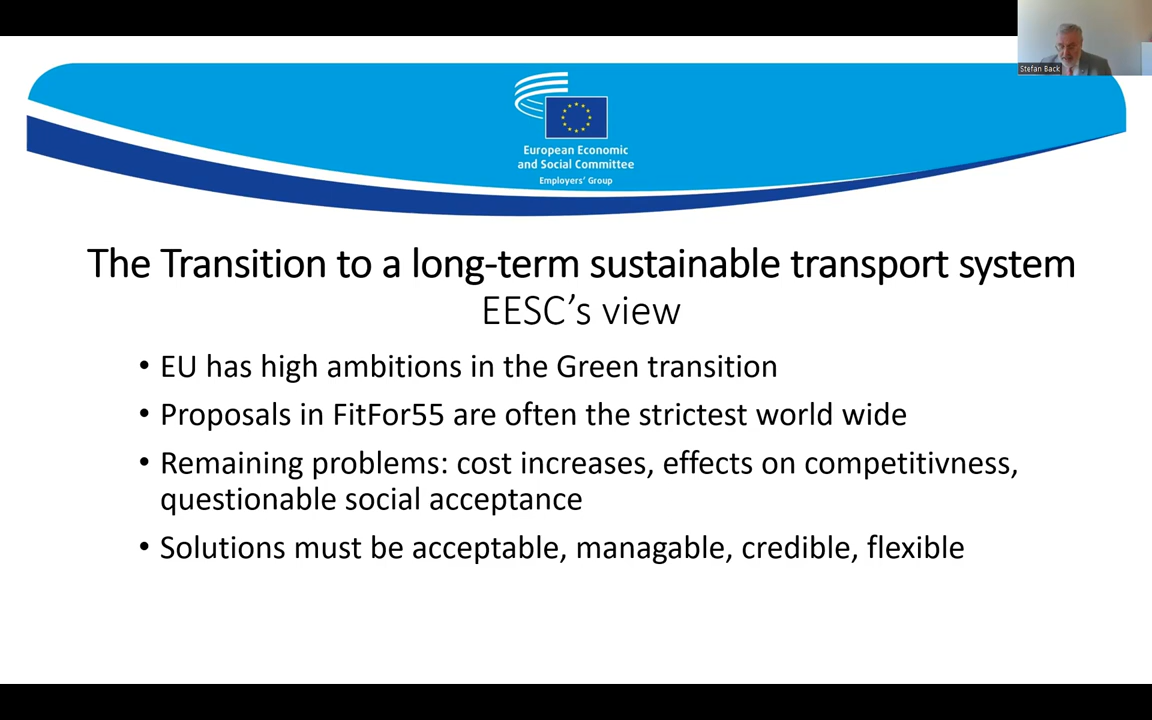 Stefan Back
European Economic
and Social Committee
Employers' Group
The Transition to a long-term sustainable transport system
EESC’s view
• EU has high ambitions in the Green transition
• Proposals in FitFor55 are often the strictest world wide
• Remaining problems: cost increases, effects on competitivness,
questionable social acceptance
• Solutions must be acceptable, managable, credible, flexible